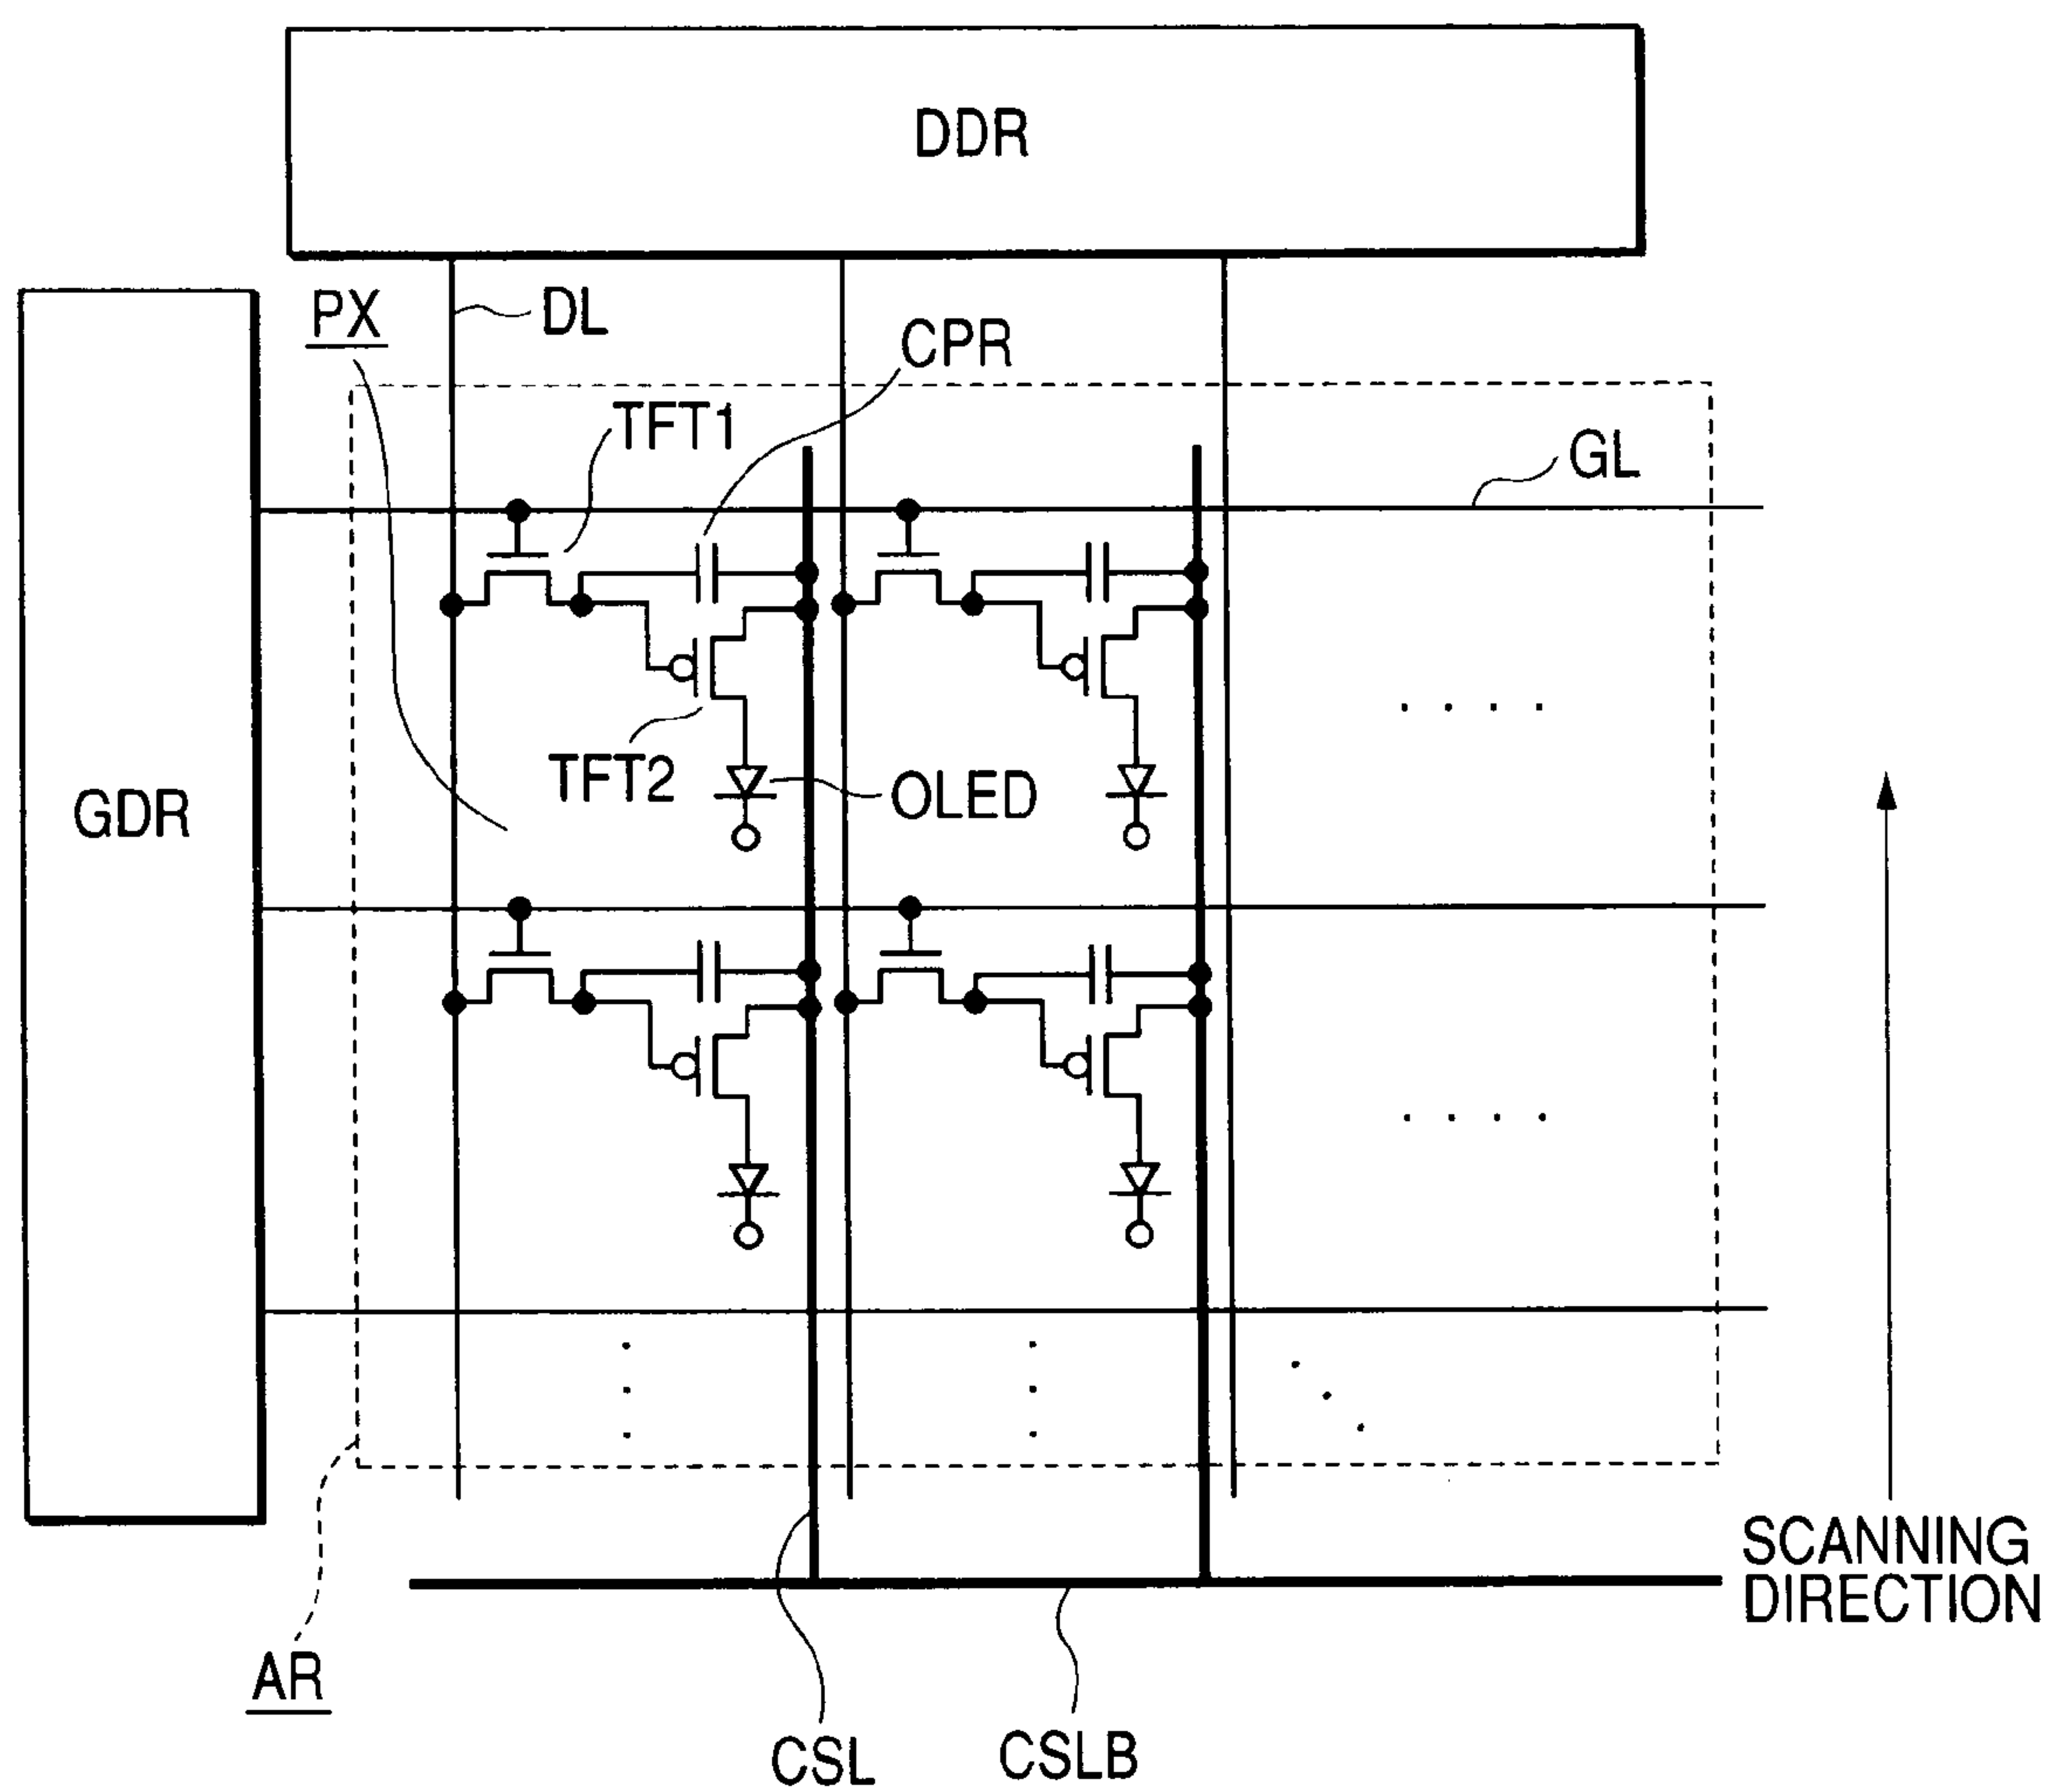 DDR
PX
DL
CPR
TFT1
GL
TFT2
OLED
GDR
SCANNING
DIRECTION
AR
CSL
CSLB